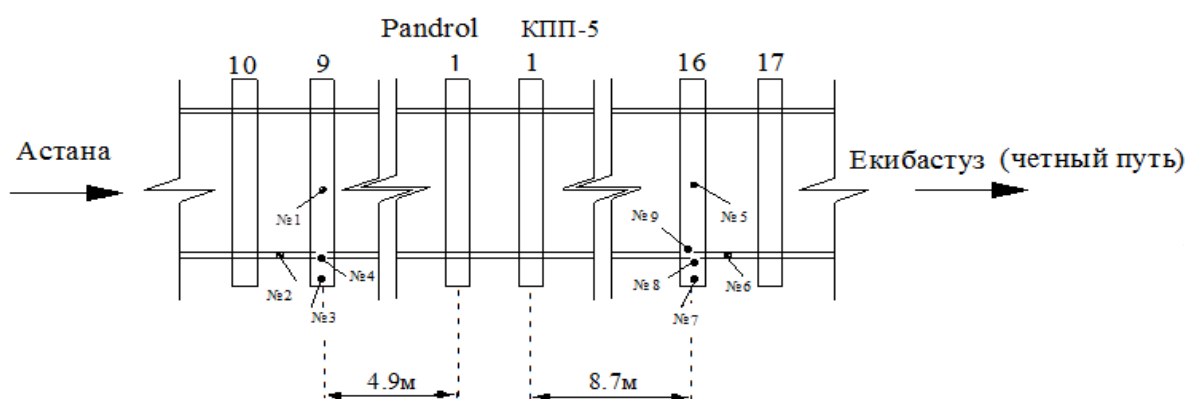 Pandrol КПП-5
10 9 1 1 16 17
Астана
Екибастуз (четный путь)
№1
№5
№9
№2
№4
№3
№8
№6
№7
4.9м
8.7м